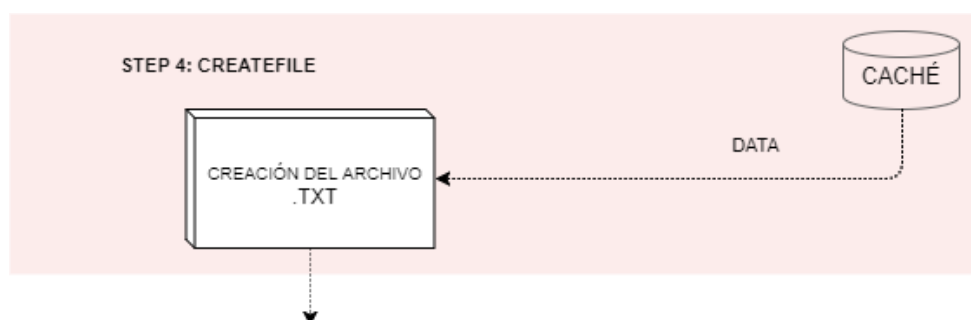 STEP 4: CREATEFILE
CACHÉ
DATA
CREACIÓN DEL ARCHIVO
.TXT